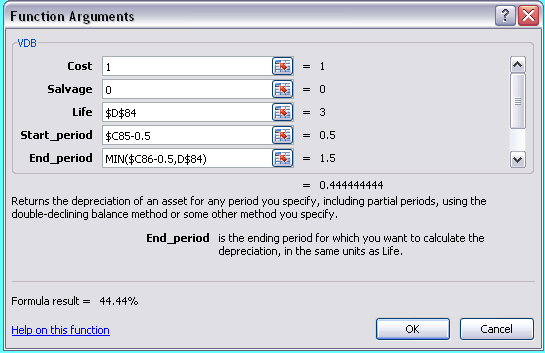 Function Arguments
VDB
Cost 1 = 1
Salvage 0 = 0
Life $D$84 = 3
Start_period $C85-0.5 = 0.5
End_period MIN($C86-0.5,D$84) = 1.5
= 0.444444444
Returns the depreciation of an asset for any period you specify, including partial periods, using the
double-declining balance method or some other method you specify.
End_period is the ending period for which you want to calculate the
depreciation, in the same units as Life.
Formula result = 44.44%
Help on this function OK Cancel